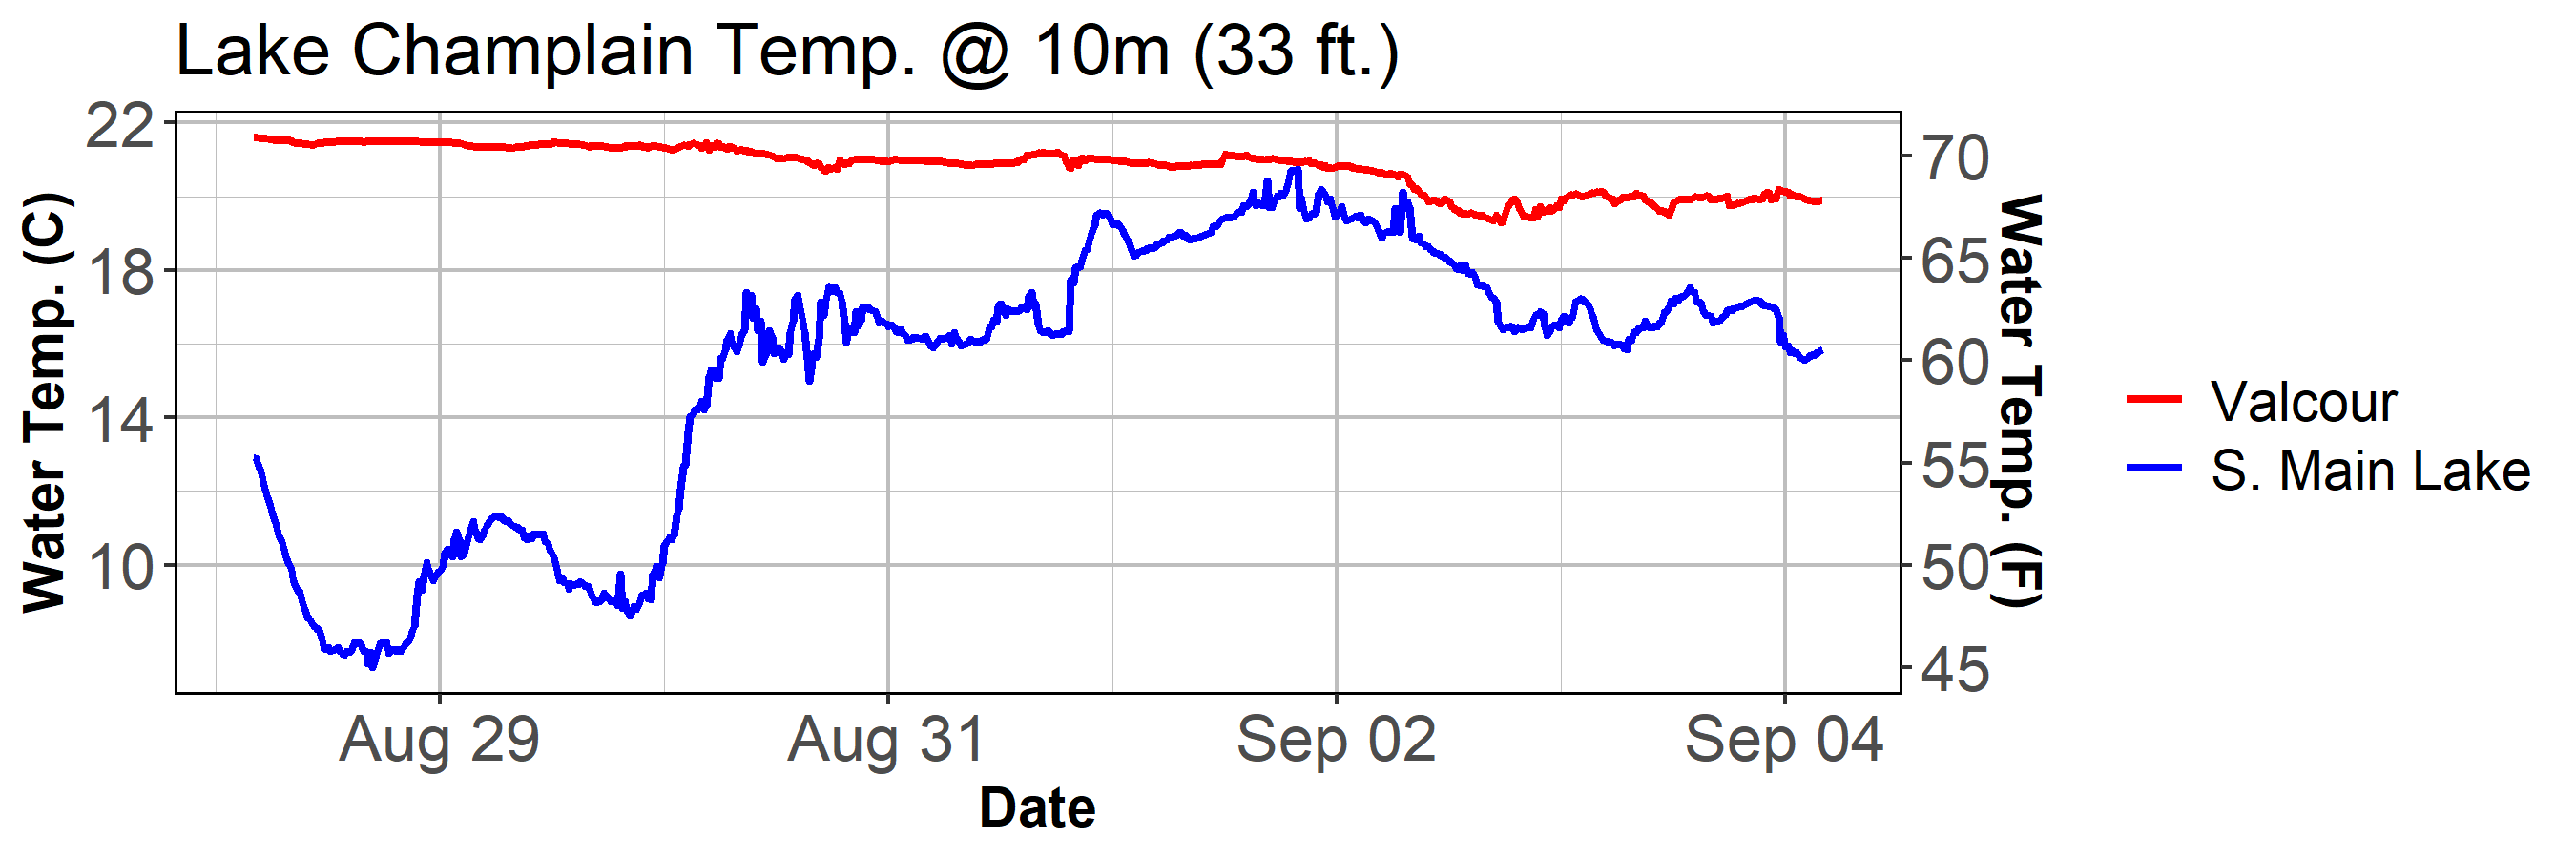 Lake Champlain Temp. @ 10m (33 ft.)
Water Temp. (C)
22
18
14
10
70
65
60
55
50
45
Water Temp. (F)
Aug 29
Aug 31
Sep 02
Sep 04
Date
Valcour
S. Main Lake